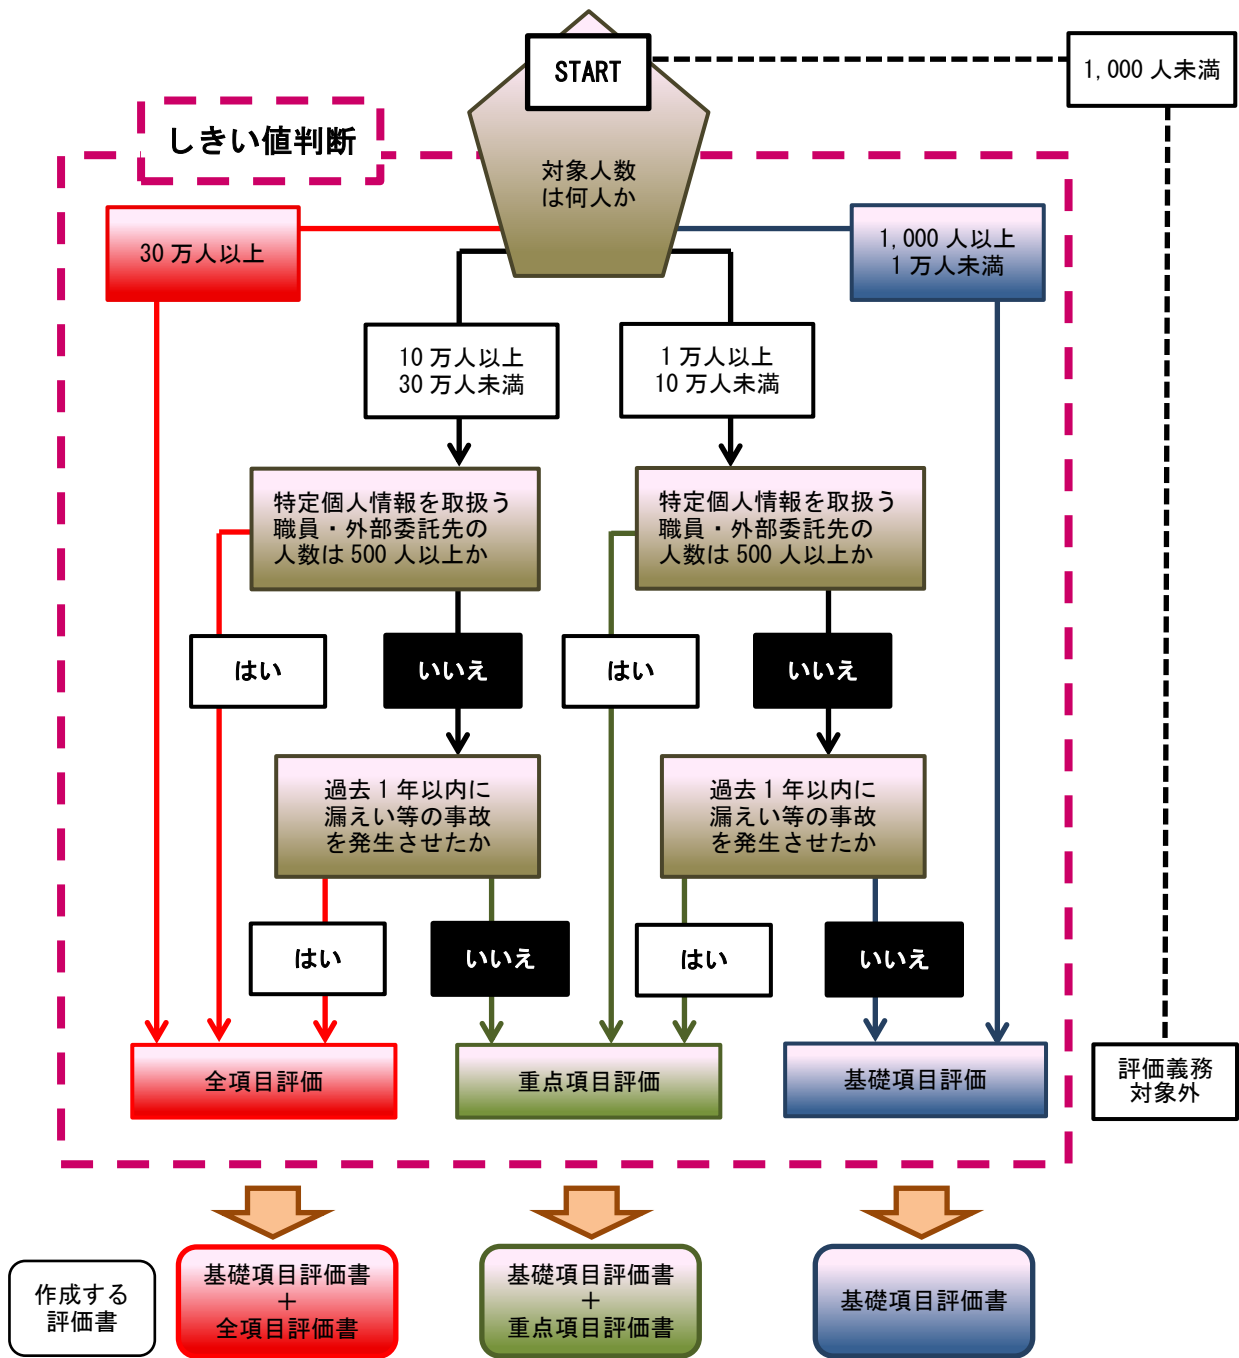 START
1,000 人未満
しきい値判断
対象人数
は何人か
30 万人以上
1,000 人以上
1 万人未満
10 万人以上
30 万人未満
1 万人以上
10 万人未満
特定個人情報を取扱う
職員・外部委託先の
人数は 500 人以上か
特定個人情報を取扱う
職員・外部委託先の
人数は 500 人以上か
はい
いいえ
はい
いいえ
過去 1 年以内に
漏えい等の事故
を発生させたか
過去 1 年以内に
漏えい等の事故
を発生させたか
はい
いいえ
はい
いいえ
全項目評価
重点項目評価
基礎項目評価
評価義務
対象外
作成する
評価書
基礎項目評価書
+
全項目評価書
基礎項目評価書
+
重点項目評価書
基礎項目評価書